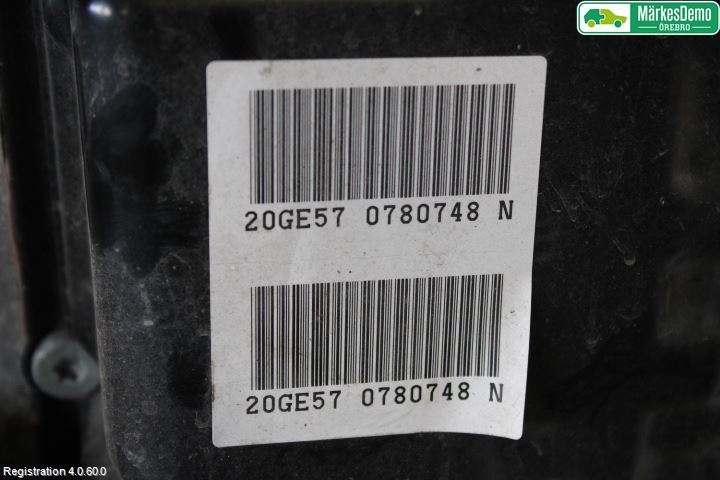 MärkesDemo
ÖREBRO
20GE57 0780748 N
20GE57 0780748 N
Registration 4.0.60.0